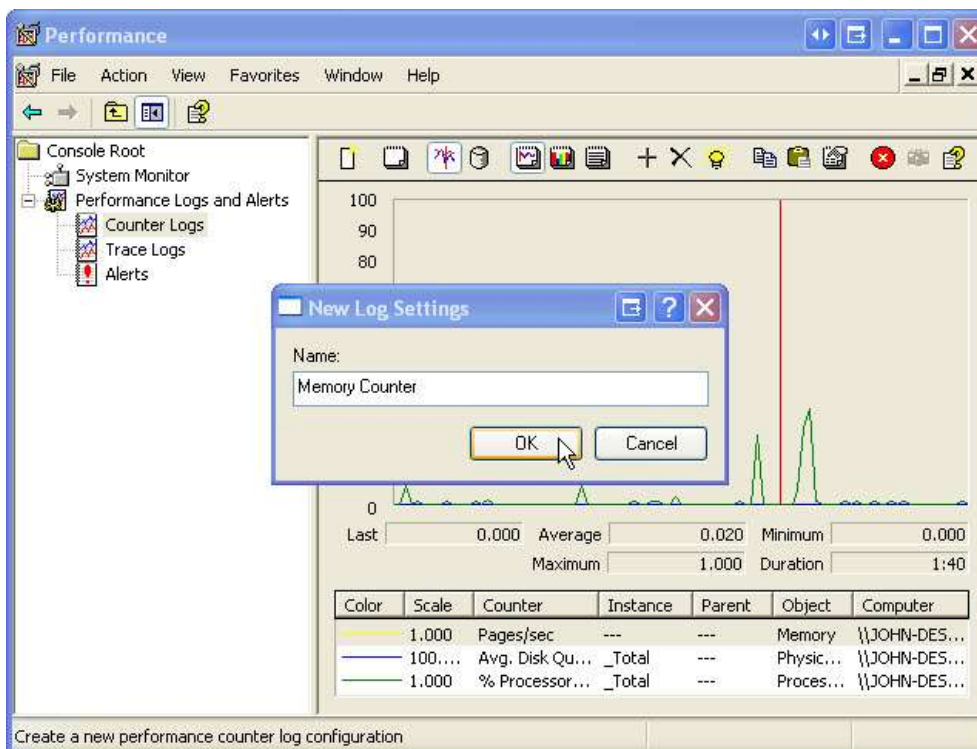 Performance
File Action View Favorites Window Help
Console Root
System Monitor
Performance Logs and Alerts
Counter Logs
Trace Logs
Alerts
100
90
80
New Log Settings
Name:
Memory Counter
OK Cancel
0
Last 0.000 Average 0.020 Minimum 0.000
Maximum 1.000 Duration 1:40
Color Scale Counter Instance Parent Object Computer
1.000 Pages/sec --- --- Memory \\JOHN-DES...
100.... Avg. Disk Qu... _Total --- Physic... \\JOHN-DES...
1.000 % Processor... _Total --- Proces... \\JOHN-DES...
Create a new performance counter log configuration